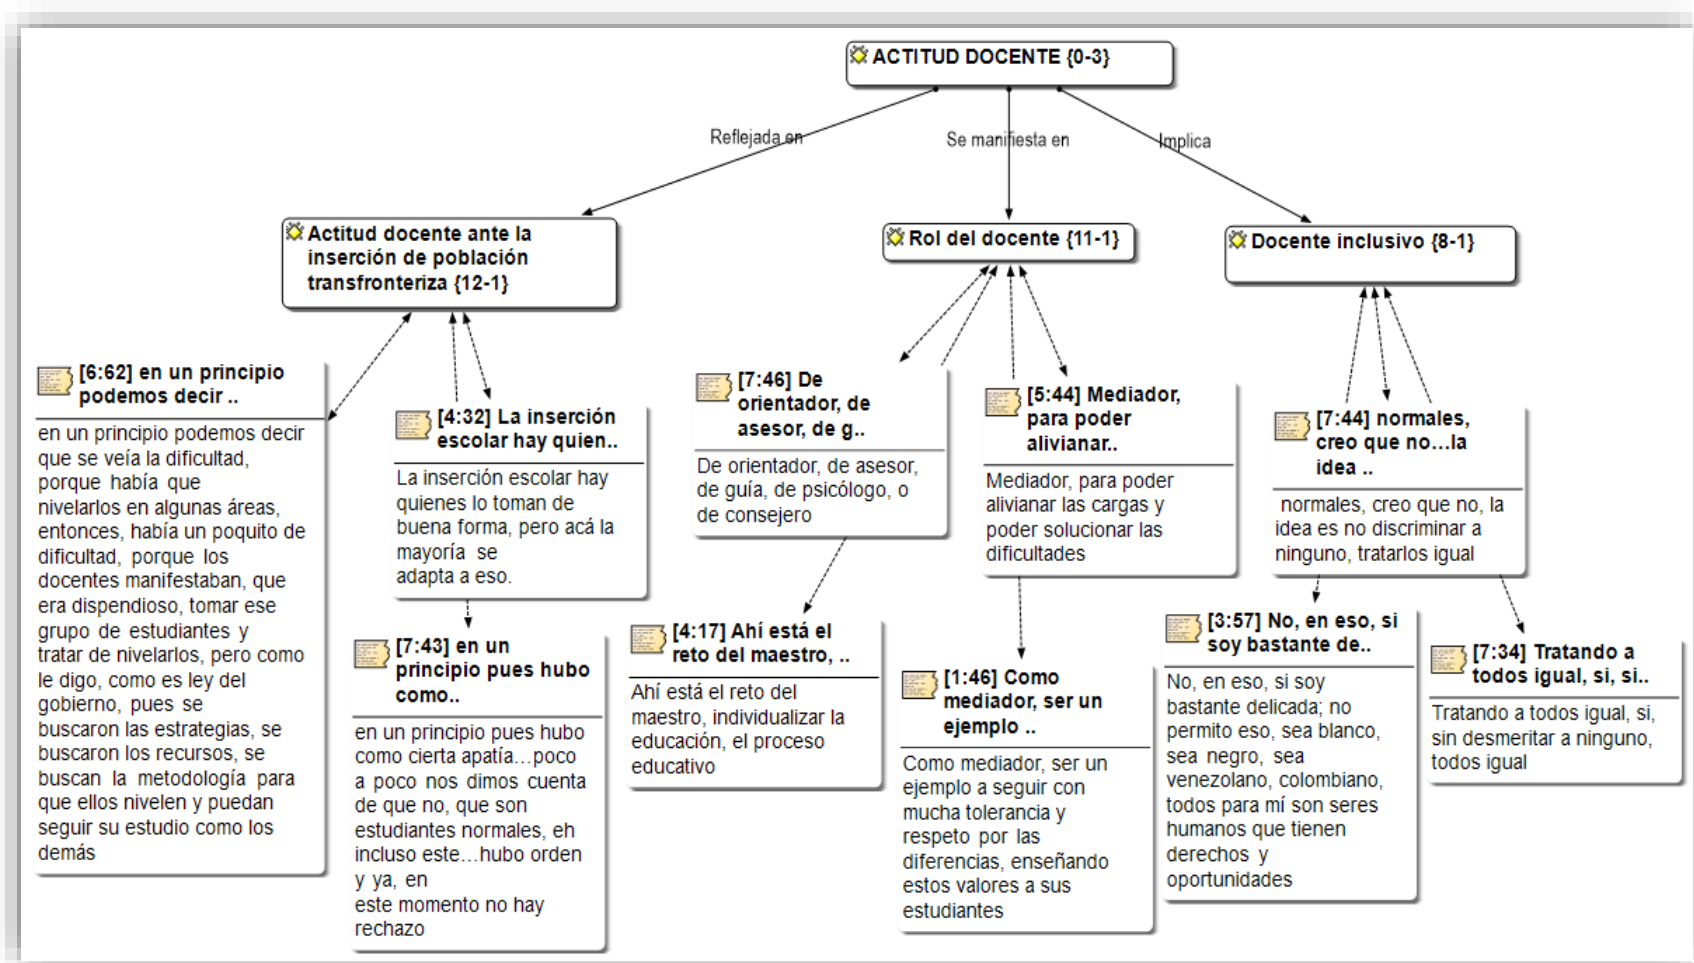 ACTITUD DOCENTE {0-3}
Reflejada en
Se manifiesta en
Implica
Actitud docente ante la
inserción de población
transfronteriza {12-1}
Rol del docente {11-1}
Docente inclusivo {8-1}
[6:62] en un principio
podemos decir ..
en un principio podemos decir
que se veía la dificultad,
porque había que
nivelarlos en algunas áreas,
entonces, había un poquito de
dificultad, porque los
docentes manifestaban, que
era dispendioso, tomar ese
grupo de estudiantes y
tratar de nivelarlos, pero como
le digo, como es ley del
gobierno, pues se
buscaron las estrategias, se
buscaron los recursos, se
buscan la metodología para
que ellos nivelen y puedan
seguir su estudio como los
demás
[4:32] La inserción
escolar hay quien..
La inserción escolar hay
quienes lo toman de
buena forma, pero acá la
mayoría se
adapta a eso.
[7:43] en un
principio pues hubo
como..
en un principio pues hubo
como cierta apatía...poco
a poco nos dimos cuenta
de que no, que son
estudiantes normales, eh
incluso este...hubo orden
y ya, en
este momento no hay
rechazo
[7:46] De
orientador, de
asesor, de g..
De orientador, de asesor,
de guía, de psicólogo, o
de consejero
[4:17] Ahí está el
reto del maestro, ..
Ahí está el reto del
maestro, individualizar la
educación, el proceso
educativo
[5:44] Mediador,
para poder
alivianar..
Mediador, para poder
alivianar las cargas y
poder solucionar las
dificultades
[1:46] Como
mediador, ser un
ejemplo ..
Como mediador, ser un
ejemplo a seguir con
mucha tolerancia y
respeto por las
diferencias, enseñando
estos valores a sus
estudiantes
[7:44] normales,
creo que no...la
idea ..
normales, creo que no, la
idea es no discriminar a
ninguno, tratarlos igual
[3:57] No, en eso, si
soy bastante de..
No, en eso, si soy
bastante delicada; no
permito eso, sea blanco,
sea negro, sea
venezolano, colombiano,
todos para mí son seres
humanos que tienen
derechos y
oportunidades
[7:34] Tratando a
todos igual, si, si..
Tratando a todos igual, si,
sin desmeritar a ninguno,
todos igual